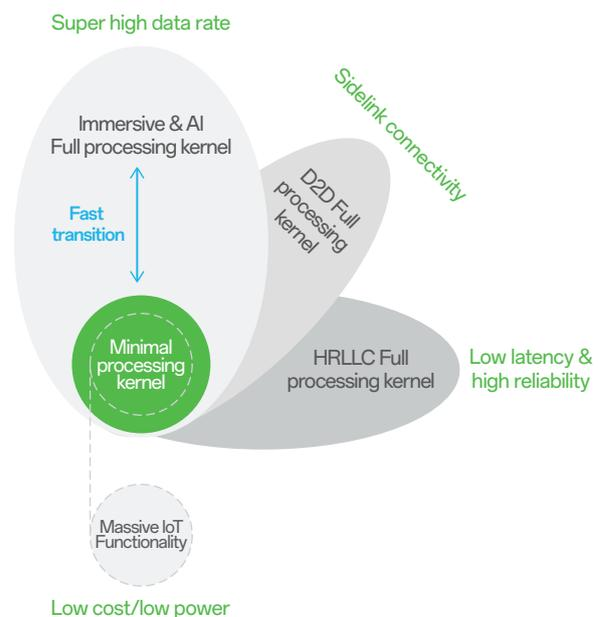 Super high data rate
Immersive & AI
Full processing kernel
Sidelink connectivity
D2D Full
processing
kernel
Fast
transition
Minimal
processing
kernel
HRLLC Full
processing kernel
Low latency &
high reliability
Massive IoT
Functionality
Low cost/low power